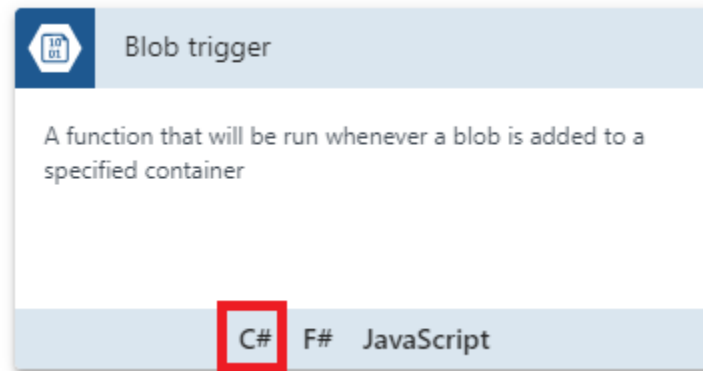 10
01
Blob trigger
A function that will be run whenever a blob is added to a
specified container
C# F# JavaScript